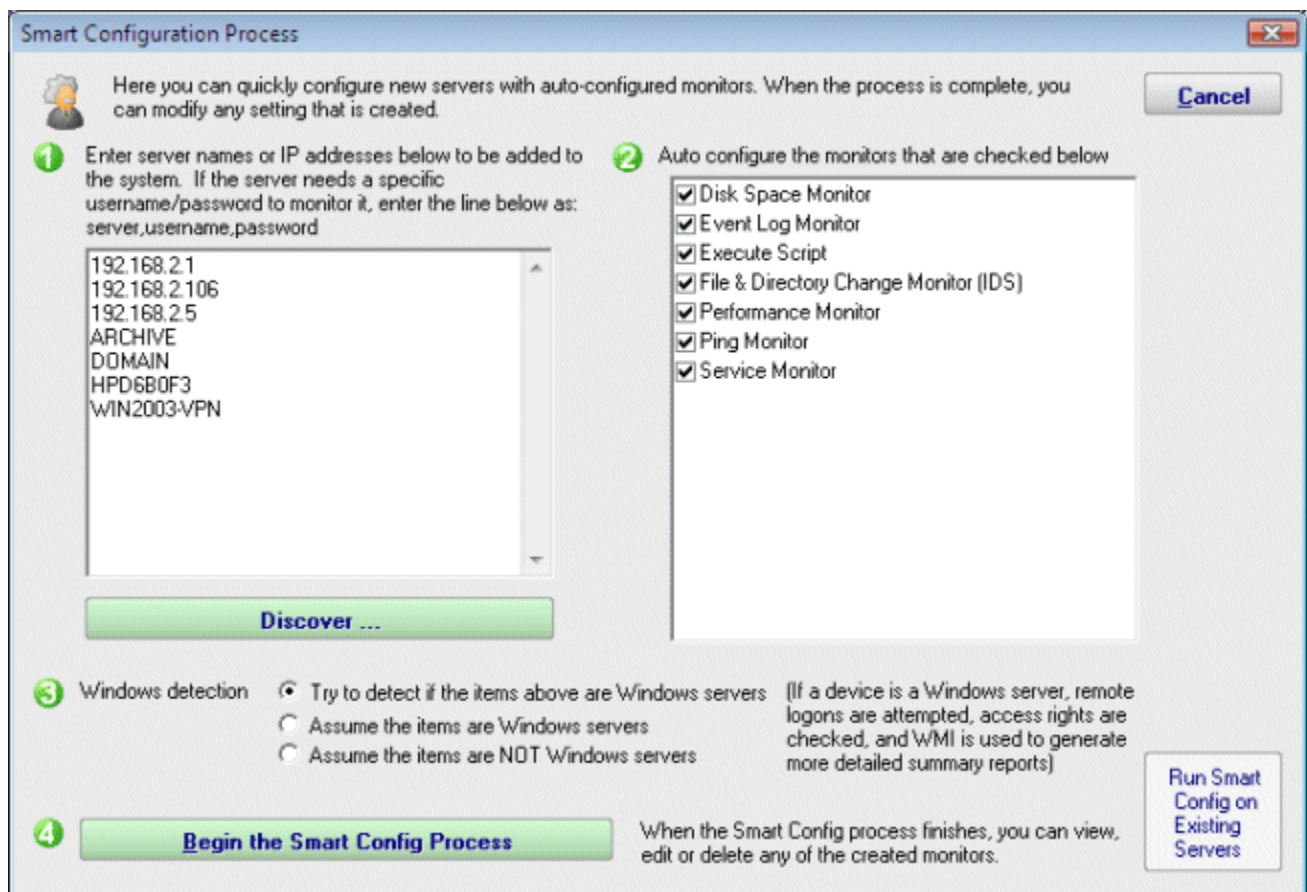 Smart Configuration Process
Here you can quickly configure new servers with auto-configured monitors. When the process is complete, you
can modify any setting that is created.
Cancel
1
Enter server names or IP addresses below to be added to
the system. If the server needs a specific
username/password to monitor it, enter the line below as:
server,username,password
192.168.2.1
192.168.2.106
192.168.2.5
ARCHIVE
DOMAIN
HPD6B0F3
WIN2003-VPN
Discover ...
2
Auto configure the monitors that are checked below
Disk Space Monitor
Event Log Monitor
Execute Script
File & Directory Change Monitor (IDS)
Performance Monitor
Ping Monitor
Service Monitor
3
Windows detection
Try to detect if the items above are Windows servers
Assume the items are Windows servers
Assume the items are NOT Windows servers
(If a device is a Windows server, remote
logons are attempted, access rights are
checked, and WMI is used to generate
more detailed summary reports)
4
Begin the Smart Config Process
When the Smart Config process finishes, you can view,
edit or delete any of the created monitors.
Run Smart
Config on
Existing
Servers